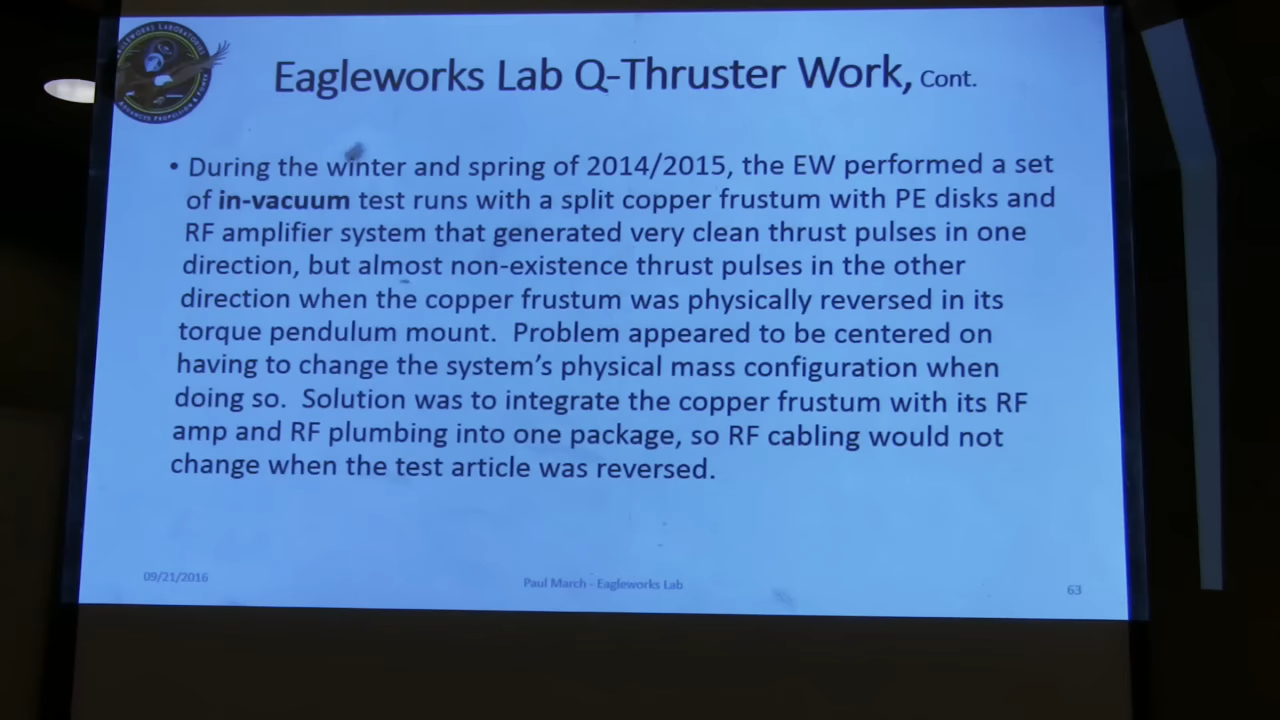 EAGLEWORKS LABORATORIES
ADVANCED PROPULSION & POWER
Eagleworks Lab Q-Thruster Work, Cont.
• During the winter and spring of 2014/2015, the EW performed a set
of in-vacuum test runs with a split copper frustum with PE disks and
RF amplifier system that generated very clean thrust pulses in one
direction, but almost non-existence thrust pulses in the other
direction when the copper frustum was physically reversed in its
torque pendulum mount.  Problem appeared to be centered on
having to change the system’s physical mass configuration when
doing so.  Solution was to integrate the copper frustum with its RF
amp and RF plumbing into one package, so RF cabling would not
change when the test article was reversed.
09/21/2016
Paul March - Eagleworks Lab
63